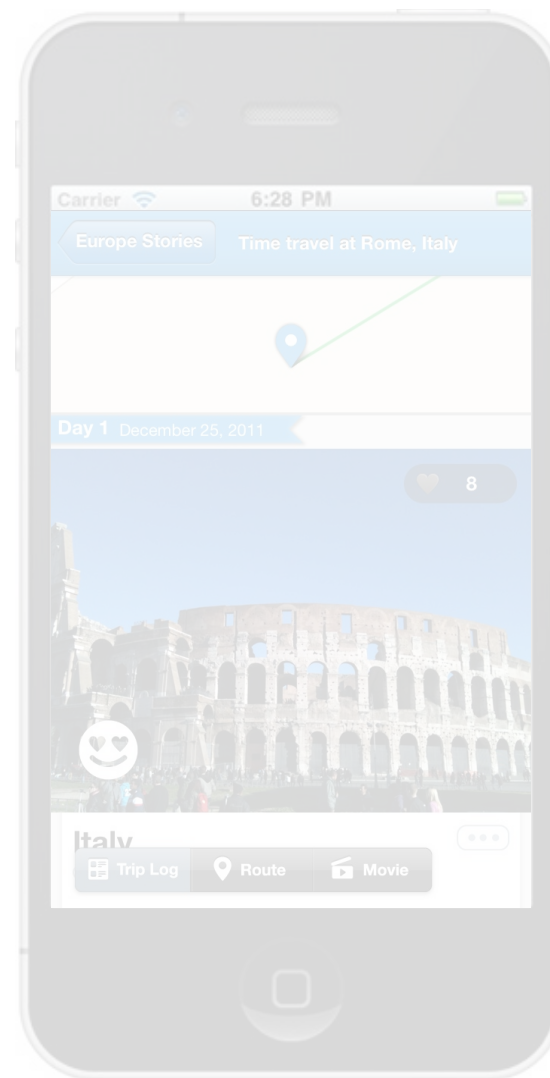 Carrier 6:28 PM
Europe Stories Time travel at Rome, Italy
Day 1 December 25, 2011
8
Italy
Trip Log Route Movie